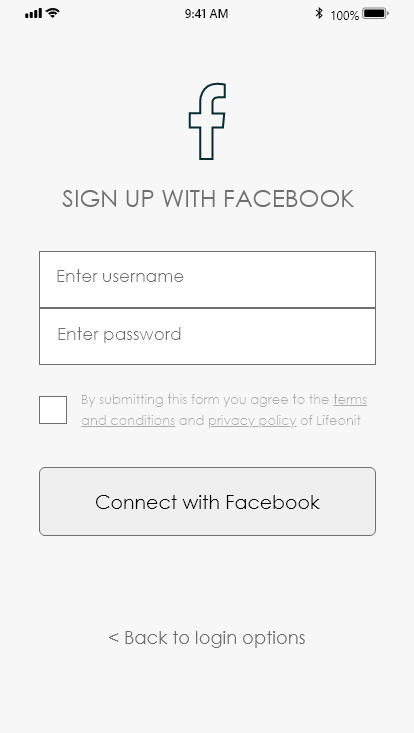 9:41 AM 100%
SIGN UP WITH FACEBOOK
Enter username
Enter password
By submitting this form you agree to the terms
and conditions and privacy policy of Lifeonit
Connect with Facebook
< Back to login options